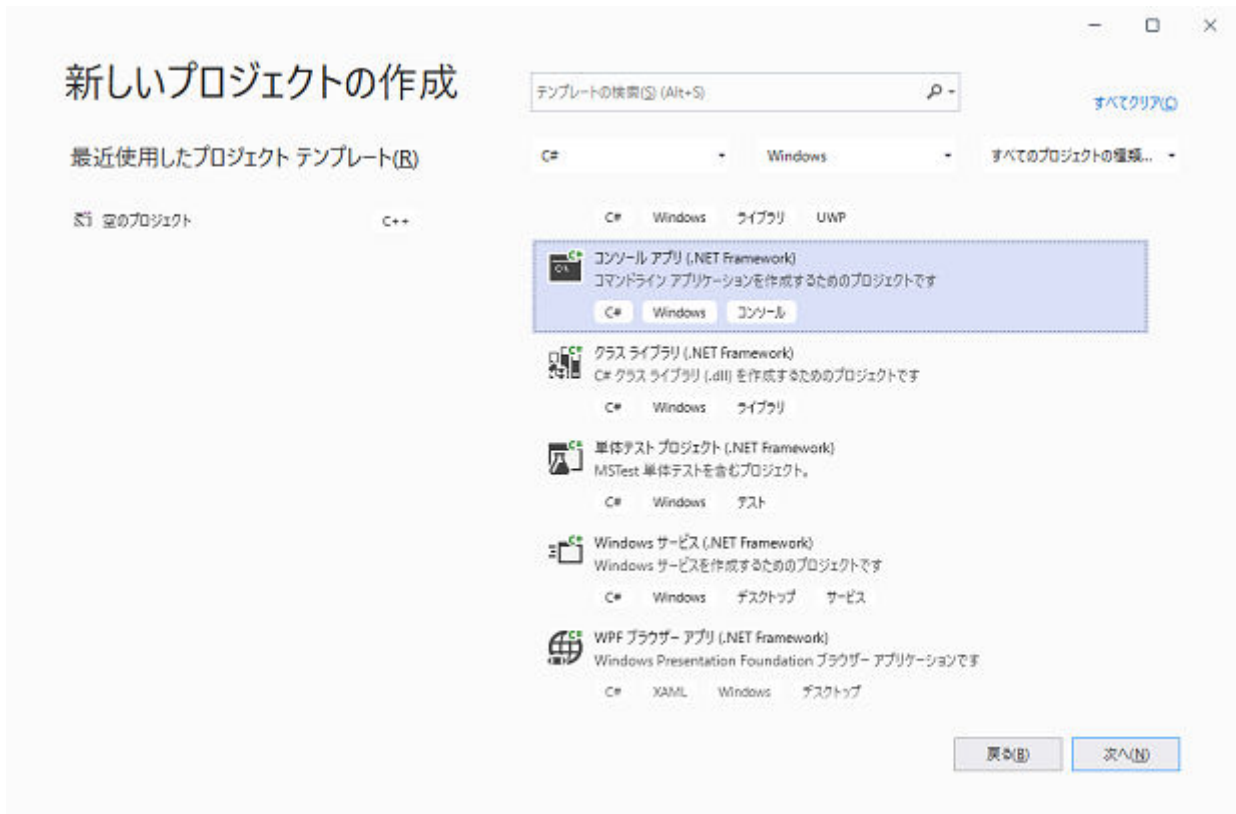 新しいプロジェクトの作成
テンプレートの検索(S) (Alt+S)
すべてクリア(C)
最近使用したプロジェクト テンプレート(R)
C#
Windows
すべてのプロジェクトの種類...
空のプロジェクト C++
C# Windows ライブラリ UWP
コンソール アプリ (.NET Framework)
コマンドライン アプリケーションを作成するためのプロジェクトです
C# Windows コンソール
クラス ライブラリ (.NET Framework)
C# クラス ライブラリ (.dll) を作成するためのプロジェクトです
C# Windows ライブラリ
単体テスト プロジェクト (.NET Framework)
MSTest 単体テストを含むプロジェクト。
C# Windows テスト
Windows サービス (.NET Framework)
Windows サービスを作成するためのプロジェクトです
C# Windows デスクトップ サービス
WPF ブラウザー アプリ (.NET Framework)
Windows Presentation Foundation ブラウザー アプリケーションです
C# XAML Windows デスクトップ
戻る(B) 次へ(N)